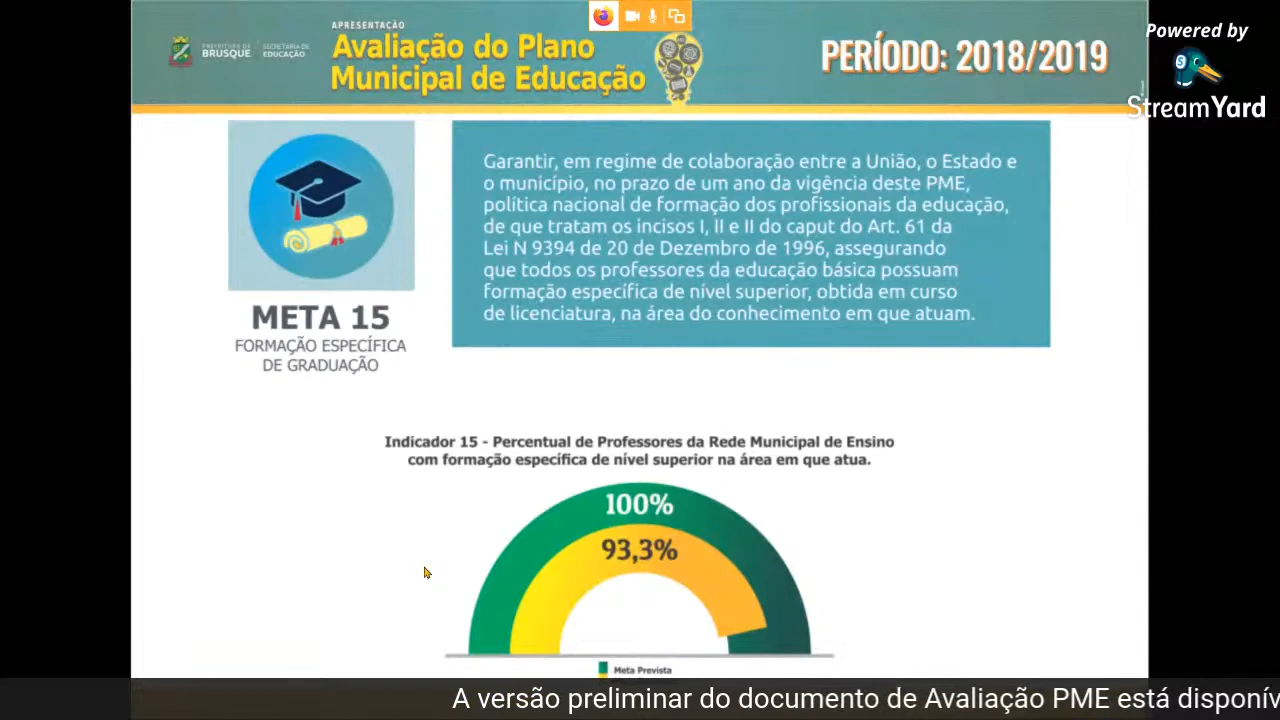 APRESENTAÇÃO
Avaliação do Plano
Municipal de Educação
PREFEITURA DE
BRUSQUE
SECRETARIA DE
EDUCAÇÃO
PERÍODO: 2018/2019
Powered by
StreamYard
Garantir, em regime de colaboração entre a União, o Estado e
o município, no prazo de um ano da vigência deste PME,
política nacional de formação dos profissionais da educação,
de que tratam os incisos I, II e II do caput do Art. 61 da
Lei N 9394 de 20 de Dezembro de 1996, assegurando
que todos os professores da educação básica possuam
formação específica de nível superior, obtida em curso
de licenciatura, na área do conhecimento em que atuam.
META 15
FORMAÇÃO ESPECÍFICA
DE GRADUAÇÃO
Indicador 15 - Percentual de Professores da Rede Municipal de Ensino
com formação específica de nível superior na área em que atua.
100%
93,3%
Meta Prevista
A versão preliminar do documento de Avaliação PME está disponív